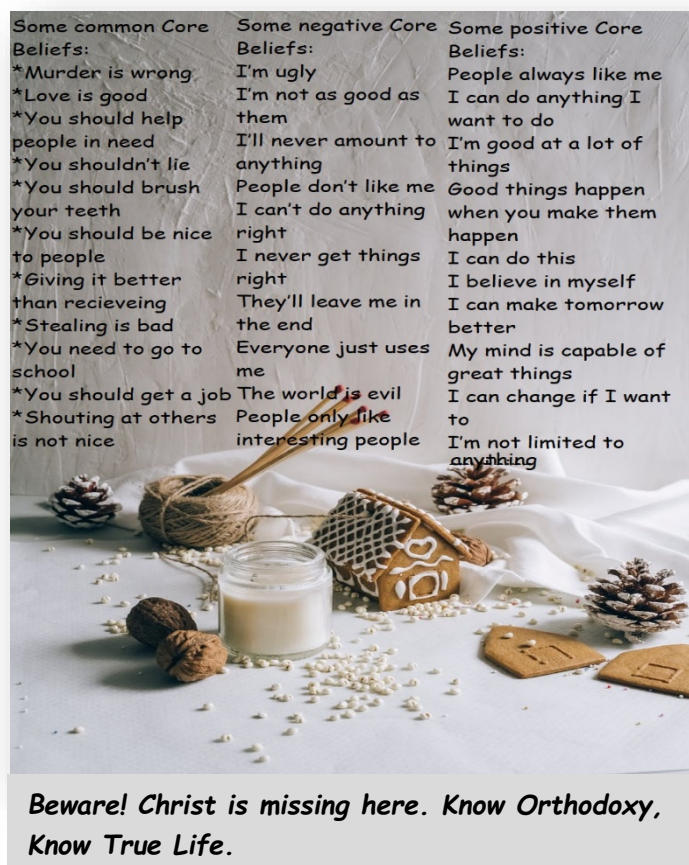 Some common Core
Beliefs:
*Murder is wrong
*Love is good
*You should help
people in need
*You shouldn't lie
*You should brush
your teeth
*You should be nice
to people
*Giving it better
than recieveing
*Stealing is bad
*You need to go to
school
*You should get a job
*Shouting at others
is not nice
Some negative Core
Beliefs:
I'm ugly
I'm not as good as
them
I'll never amount to
anything
People don't like me
I can't do anything
right
I never get things
right
They'll leave me in
the end
Everyone just uses
me
The world is evil
People only like
interesting people
Some positive Core
Beliefs:
People always like me
I can do anything I
want to do
I'm good at a lot of
things
Good things happen
when you make them
happen
I can do this
I believe in myself
I can make tomorrow
better
My mind is capable of
great things
I can change if I want
to
I'm not limited to
anything
Beware! Christ is missing here. Know Orthodoxy,
Know True Life.